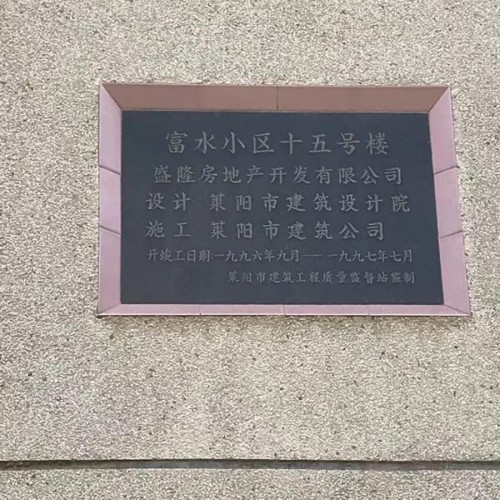 富水小区十五号楼
盛隆房地产开发有限公司
设计 莱阳市建筑设计院
施工 莱阳市建筑公司
开竣工日期:一九九六年九月——一九九七年七月
莱阳市建筑工程质量监督站监制